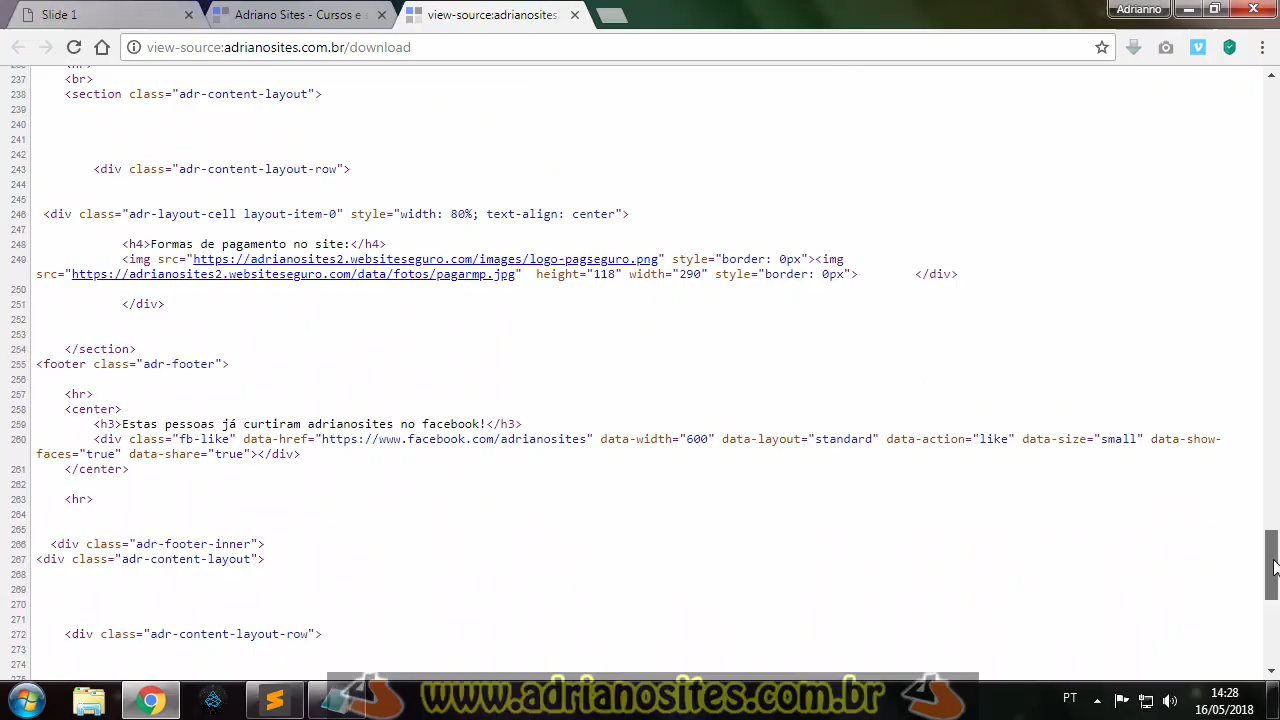 Slide 1
Adriano Sites - Cursos e s
view-source:adrianosites.
Adrianno
view-source:adrianosites.com.br/download
237 <br>
238 <section class="adr-content-layout">
239
240
241
242
243 <div class="adr-content-layout-row">
244
245
246 <div class="adr-layout-cell layout-item-0" style="width: 80%; text-align: center">
247
248 <h4>Formas de pagamento no site:</h4>
249 <img src="https://adrianosites2.websiteseguro.com/images/logo-pagseguro.png" style="border: 0px"><img
src="https://adrianosites2.websiteseguro.com/data/fotos/pagarmp.jpg" height="118" width="290" style="border: 0px"> </div>
250
251 </div>
252
253
254 </section>
255 <footer class="adr-footer">
256
257 <hr>
258 <center>
259 <h3>Estas pessoas já curtiram adrianosites no facebook!</h3>
260 <div class="fb-like" data-href="https://www.facebook.com/adrianosites" data-width="600" data-layout="standard" data-action="like" data-size="small" data-show-
faces="true" data-share="true"></div>
261 </center>
262
263 <hr>
264
265
266 <div class="adr-footer-inner">
267 <div class="adr-content-layout">
268
269
270
271
272 <div class="adr-content-layout-row">
273
274
www.adrianosites.com.br
PT
14:28
16/05/2018